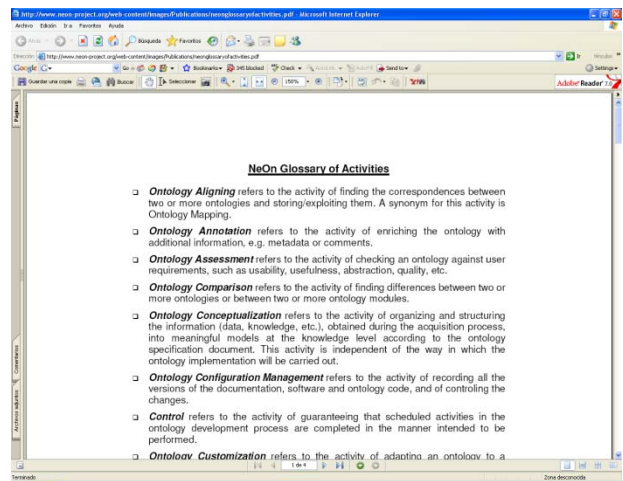 http://www.neon-project.org/web-content/images/Publications/neonglossaryofactivities.pdf - Microsoft Internet Explorer
Archivo Edición Ir a Favoritos Ayuda
Búsqueda Favoritos
Dirección http://www.neon-project.org/web-content/images/Publications/neonglossaryofactivities.pdf Ir Vínculos
Google Go Bookmarks 345 blocked Check Send to Settings
Guardar una copia Buscar Seleccionar 150% Adobe Reader 7.0
Páginas
NeOn Glossary of Activities
Ontology Aligning refers to the activity of finding the correspondences between
two or more ontologies and storing/exploiting them. A synonym for this activity is
Ontology Mapping.
Ontology Annotation refers to the activity of enriching the ontology with
additional information, e.g. metadata or comments.
Ontology Assessment refers to the activity of checking an ontology against user
requirements, such as usability, usefulness, abstraction, quality, etc.
Ontology Comparison refers to the activity of finding differences between two or
more ontologies or between two or more ontology modules.
Ontology Conceptualization refers to the activity of organizing and structuring
the information (data, knowledge, etc.), obtained during the acquisition process,
into meaningful models at the knowledge level according to the ontology
specification document. This activity is independent of the way in which the
ontology implementation will be carried out.
Comentarios
Ontology Configuration Management refers to the activity of recording all the
versions of the documentation, software and ontology code, and of controling the
changes.
Archivos adjuntos
Control refers to the activity of guaranteeing that scheduled activities in the
ontology development process are completed in the manner intended to be
performed.
Ontology Customization refers to the activity of adapting an ontology to a
1 de 4
Terminado Zona desconocida